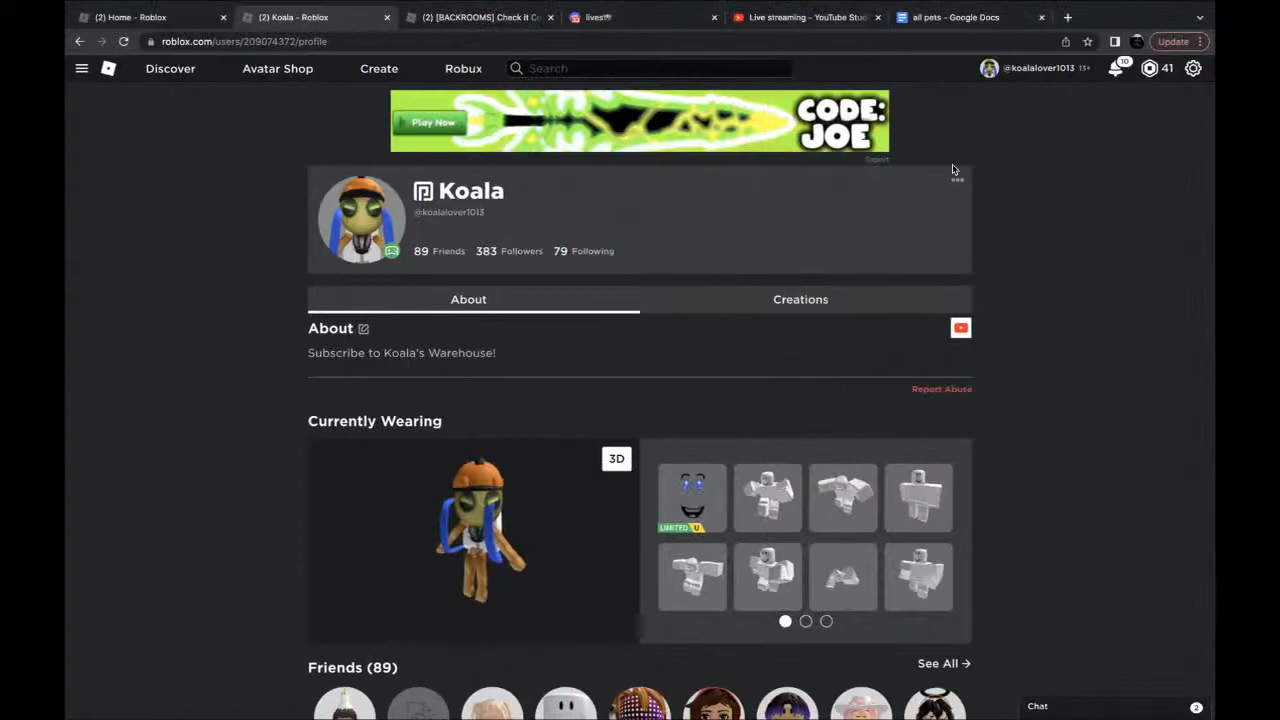 (2) Home - Roblox
(2) Koala - Roblox
(2) [BACKROOMS] Check it C
lives
Live streaming - YouTube Stu
all pets - Google Docs
roblox.com/users/209074372/profile
Update
Discover
Avatar Shop
Create
Robux
Search
@koalalover1013 13+
10
41
Play Now
CODE:
JOE
Report
Koala
@koalalover1013
89 Friends 383 Followers 79 Following
About
Creations
About
Subscribe to Koala's Warehouse!
Report Abuse
Currently Wearing
3D
LIMITED U
Friends (89)
See All
Chat
2